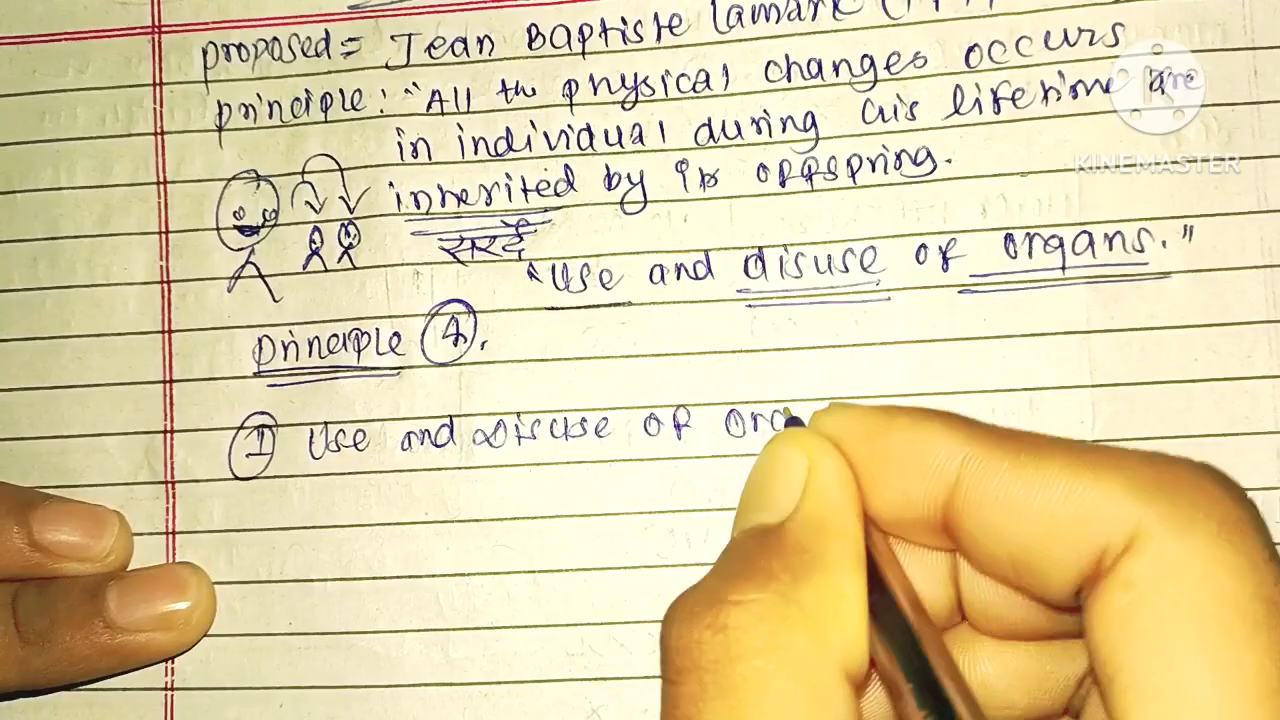 proposed = Jean Baptiste Lamark
principle: "All the physical changes occurs
in individual during his lifetime are
KINEMASTER
inherited by its offspring.
"Use and disuse of organs."
principle 4.
I Use and Disuse of org